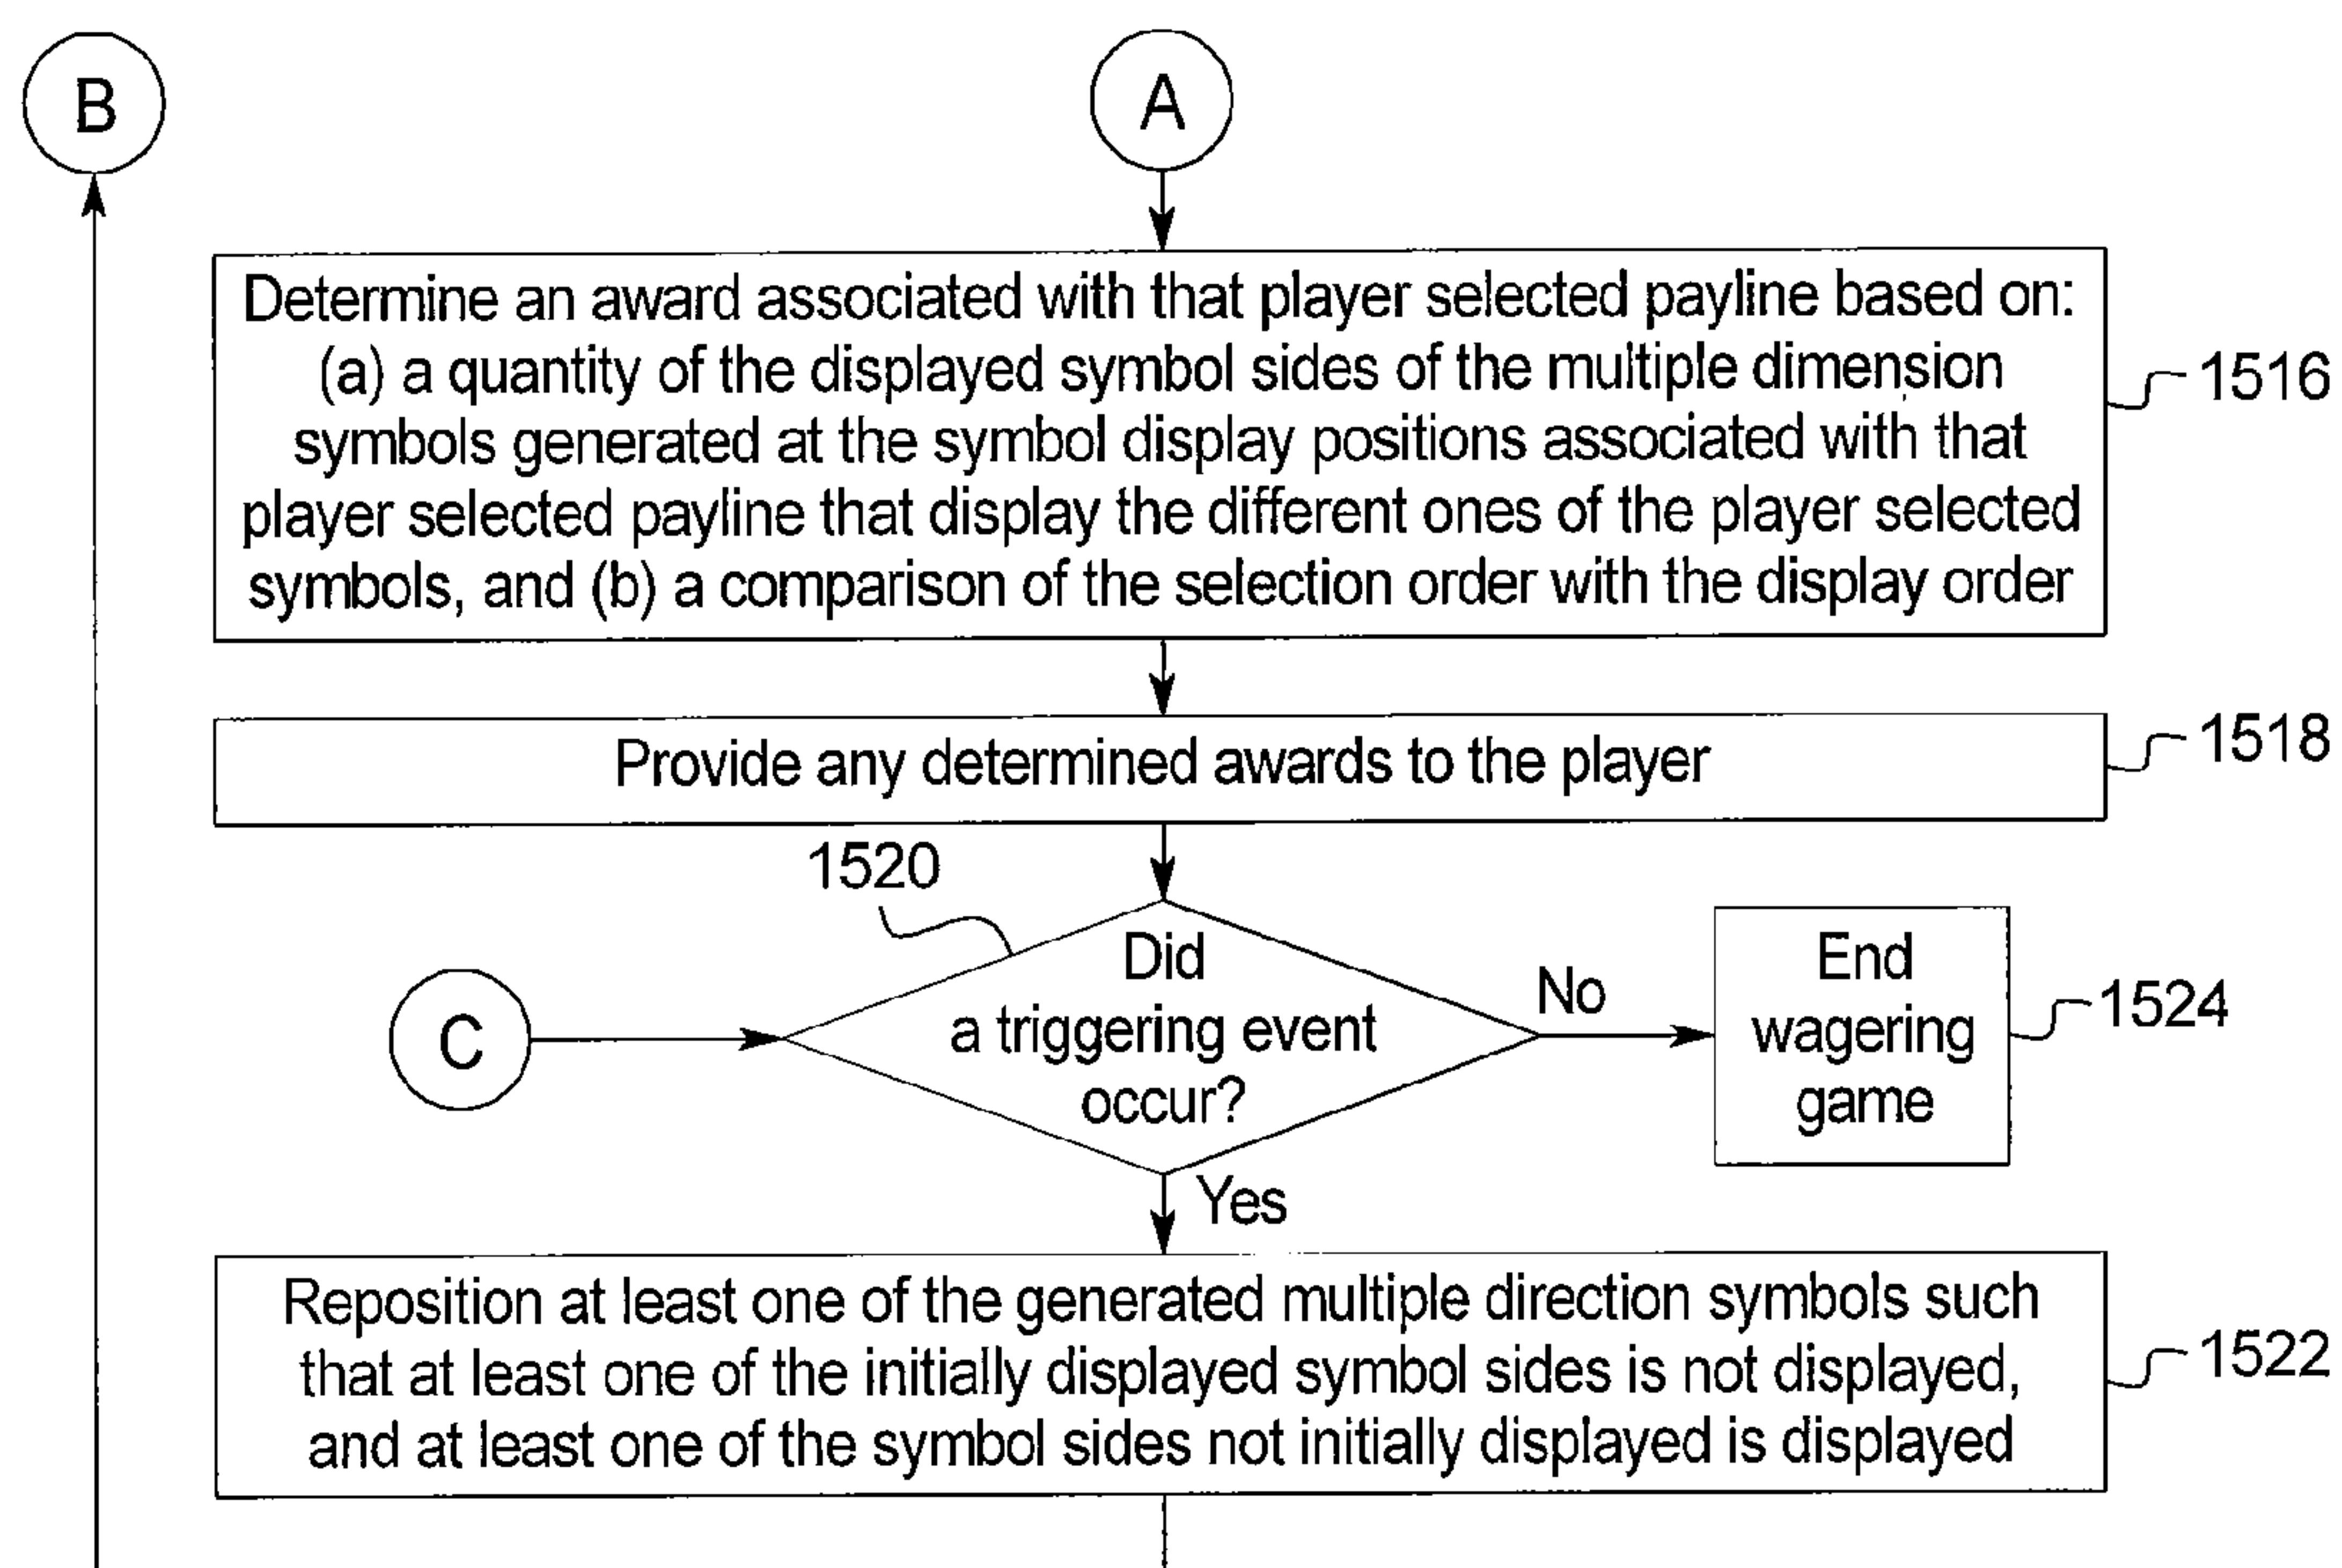 B
A
Determine an award associated with that player selected payline based on:
(a) a quantity of the displayed symbol sides of the multiple dimension
symbols generated at the symbol display positions associated with that
player selected payline that display the different ones of the player selected
symbols, and (b) a comparison of the selection order with the display order
1516
Provide any determined awards to the player
1518
1520
Did
a triggering event
occur?
C
No
End
wagering
game
1524
Yes
Reposition at least one of the generated multiple direction symbols such
that at least one of the initially displayed symbol sides is not displayed,
and at least one of the symbol sides not initially displayed is displayed
1522